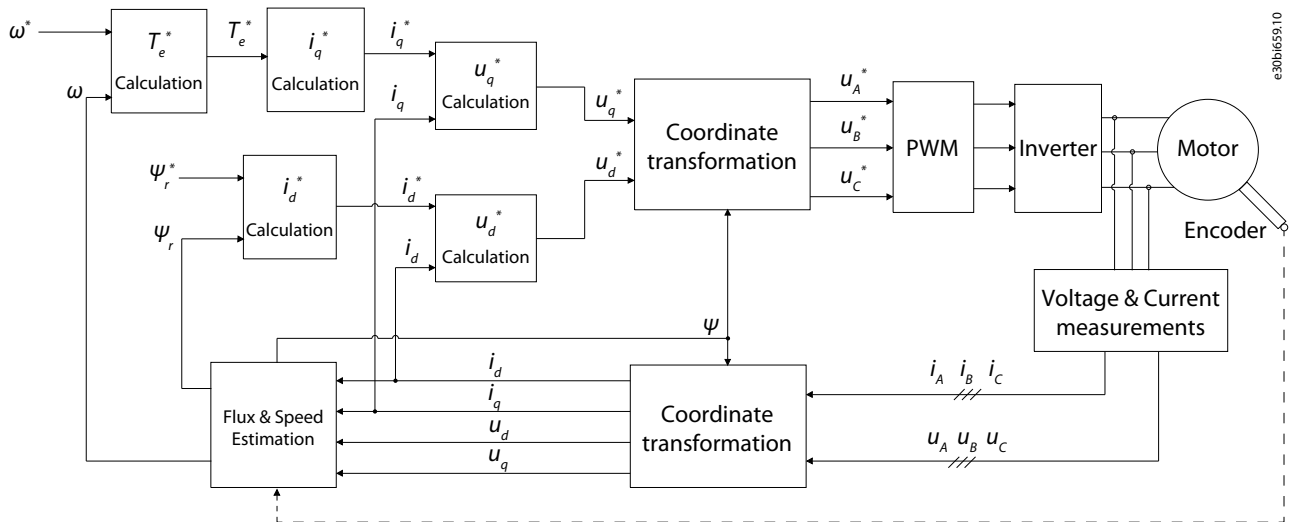 ω*
T_e^*
Calculation
T_e^*
i_q^*
Calculation
i_q^*
u_q^*
Calculation
i_q
ω
u_q^*
Coordinate
transformation
u_d^*
u_A^*
u_B^*
u_C^*
PWM
Inverter
Motor
Encoder
e30bi659.10
Ψ_r^*
i_d^*
Calculation
i_d^*
u_d^*
Calculation
Ψ_r
i_d
Voltage & Current
measurements
Ψ
Flux & Speed
Estimation
i_d
i_q
u_d
u_q
Coordinate
transformation
i_A i_B i_C
u_A u_B u_C